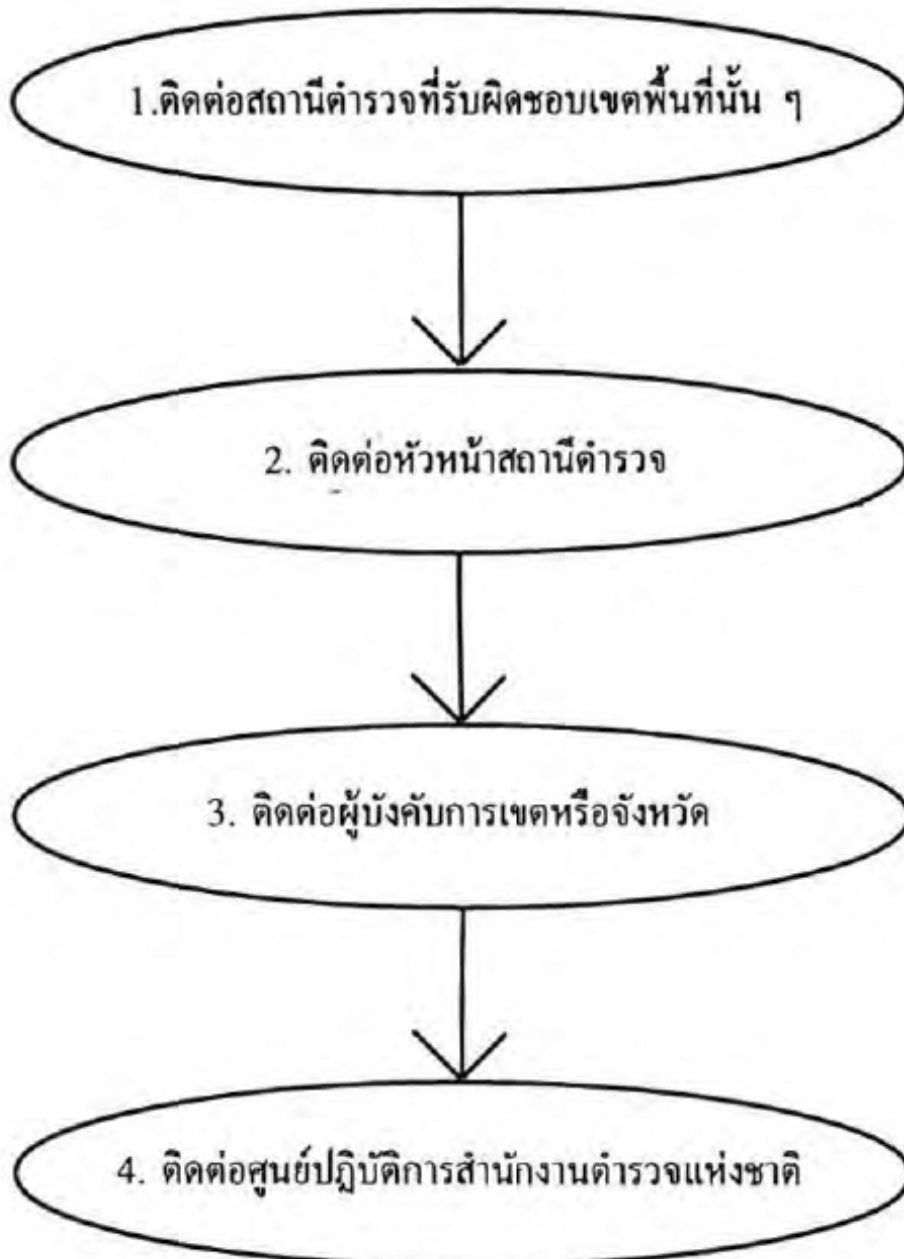 1.ติดต่อสถานีตำรวจที่รับผิดชอบเขตพื้นที่นั้น ๆ
2. ติดต่อหัวหน้าสถานีตำรวจ
3. ติดต่อผู้บังคับการเขตหรือจังหวัด
4. ติดต่อศูนย์ปฏิบัติการสำนักงานตำรวจแห่งชาติ